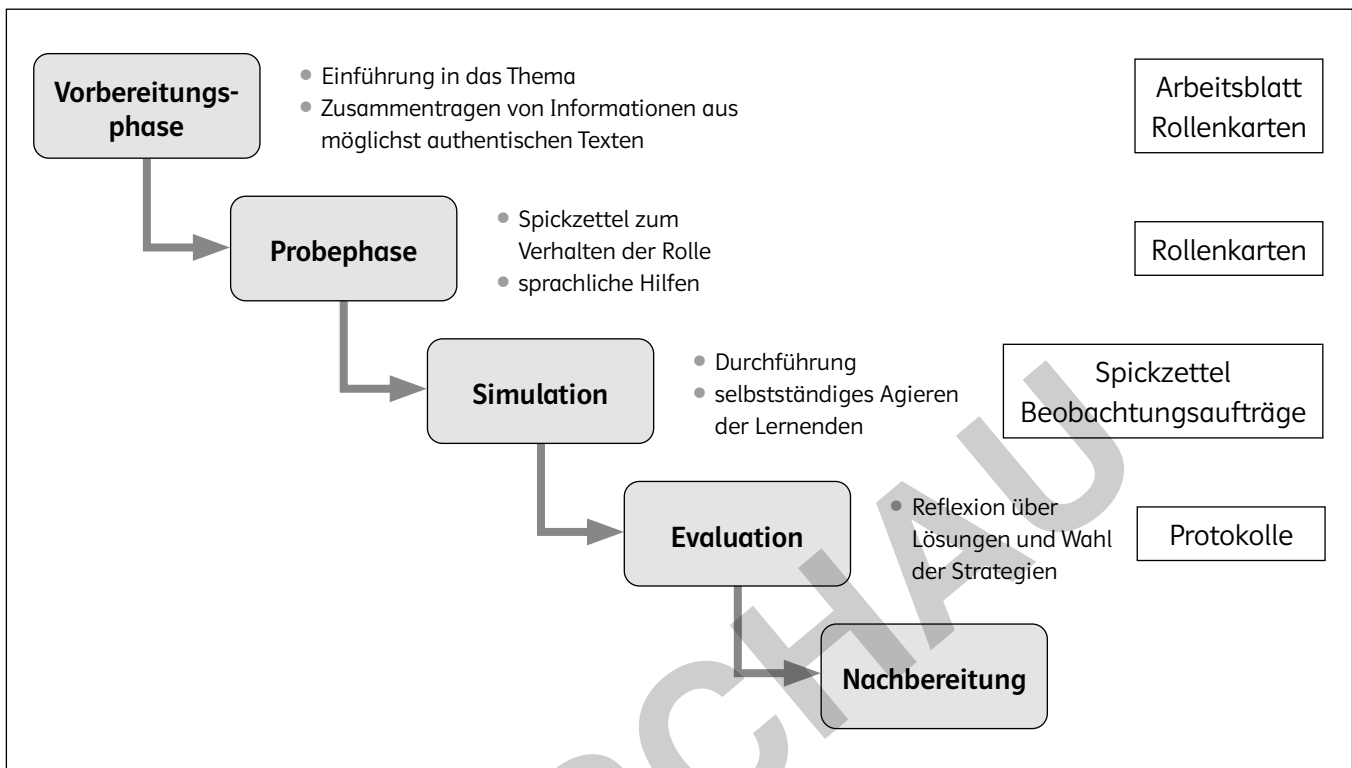 Vorbereitungs-
phase
• Einführung in das Thema
• Zusammentragen von Informationen aus
möglichst authentischen Texten
Arbeitsblatt
Rollenkarten
Probephase
• Spickzettel zum
Verhalten der Rolle
• sprachliche Hilfen
Rollenkarten
Simulation
• Durchführung
• selbstständiges Agieren
der Lernenden
Spickzettel
Beobachtungsaufträge
Evaluation
• Reflexion über
Lösungen und Wahl
der Strategien
Protokolle
Nachbereitung
SCHAU